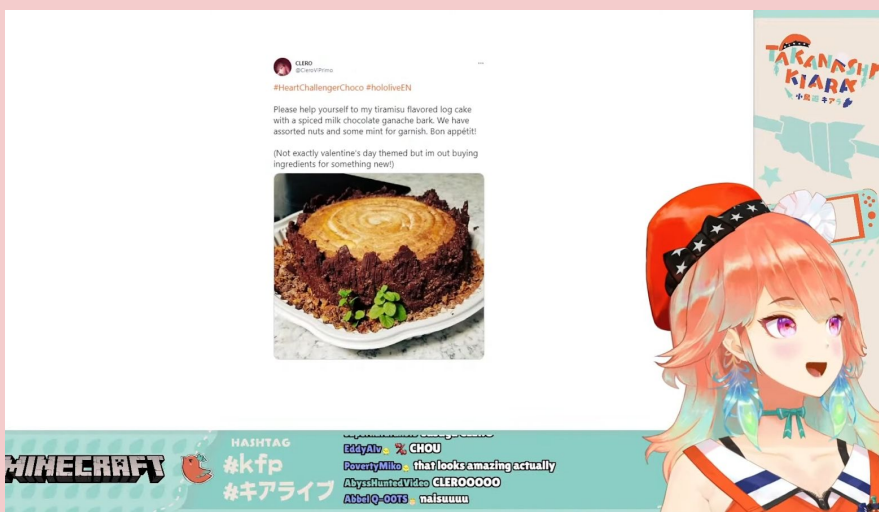 CLERO
@CleroViPrimo
#HeartChallengerChoco #hololiveEN
Please help yourself to my tiramisu flavored log cake
with a spiced milk chocolate ganache bark. We have
assorted nuts and some mint for garnish. Bon appétit!
(Not exactly valentine's day themed but im out buying
ingredients for something new!)
TAKANASHI
KIARA
小鳥遊キアラ
MINECRAFT
HASHTAG
#kfp
#キアライブ
EddyAlv CHOU
PovertyMiko that looks amazing actually
AbyssHuntedVideo CLEROOOOO
Abbel Q-OOTS naisuuuu